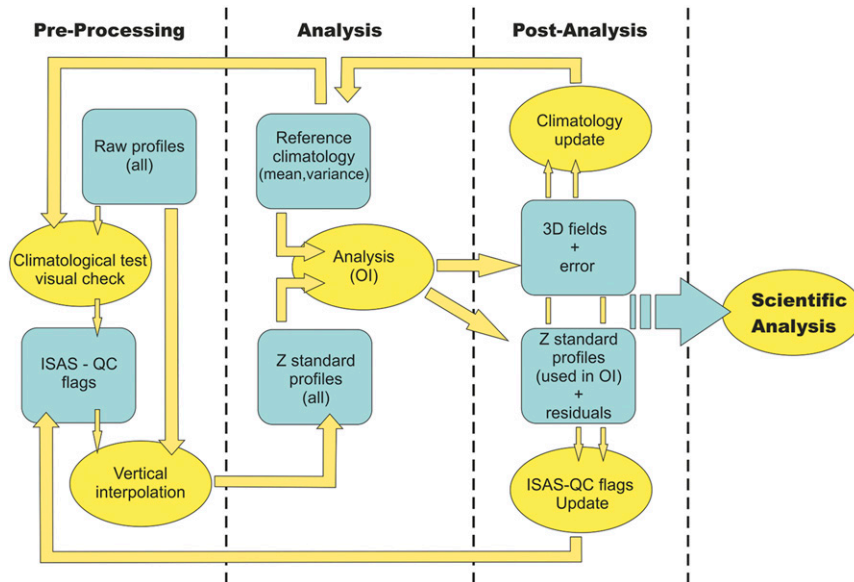 Pre-Processing
Analysis
Post-Analysis
Raw profiles
(all)
Climatological test
visual check
ISAS - QC
flags
Vertical
interpolation
Reference
climatology
(mean,variance)
Analysis
(OI)
Z standard
profiles
(all)
Climatology
update
3D fields
+
error
Z standard
profiles
(used in OI)
+
residuals
ISAS-QC flags
Update
Scientific
Analysis